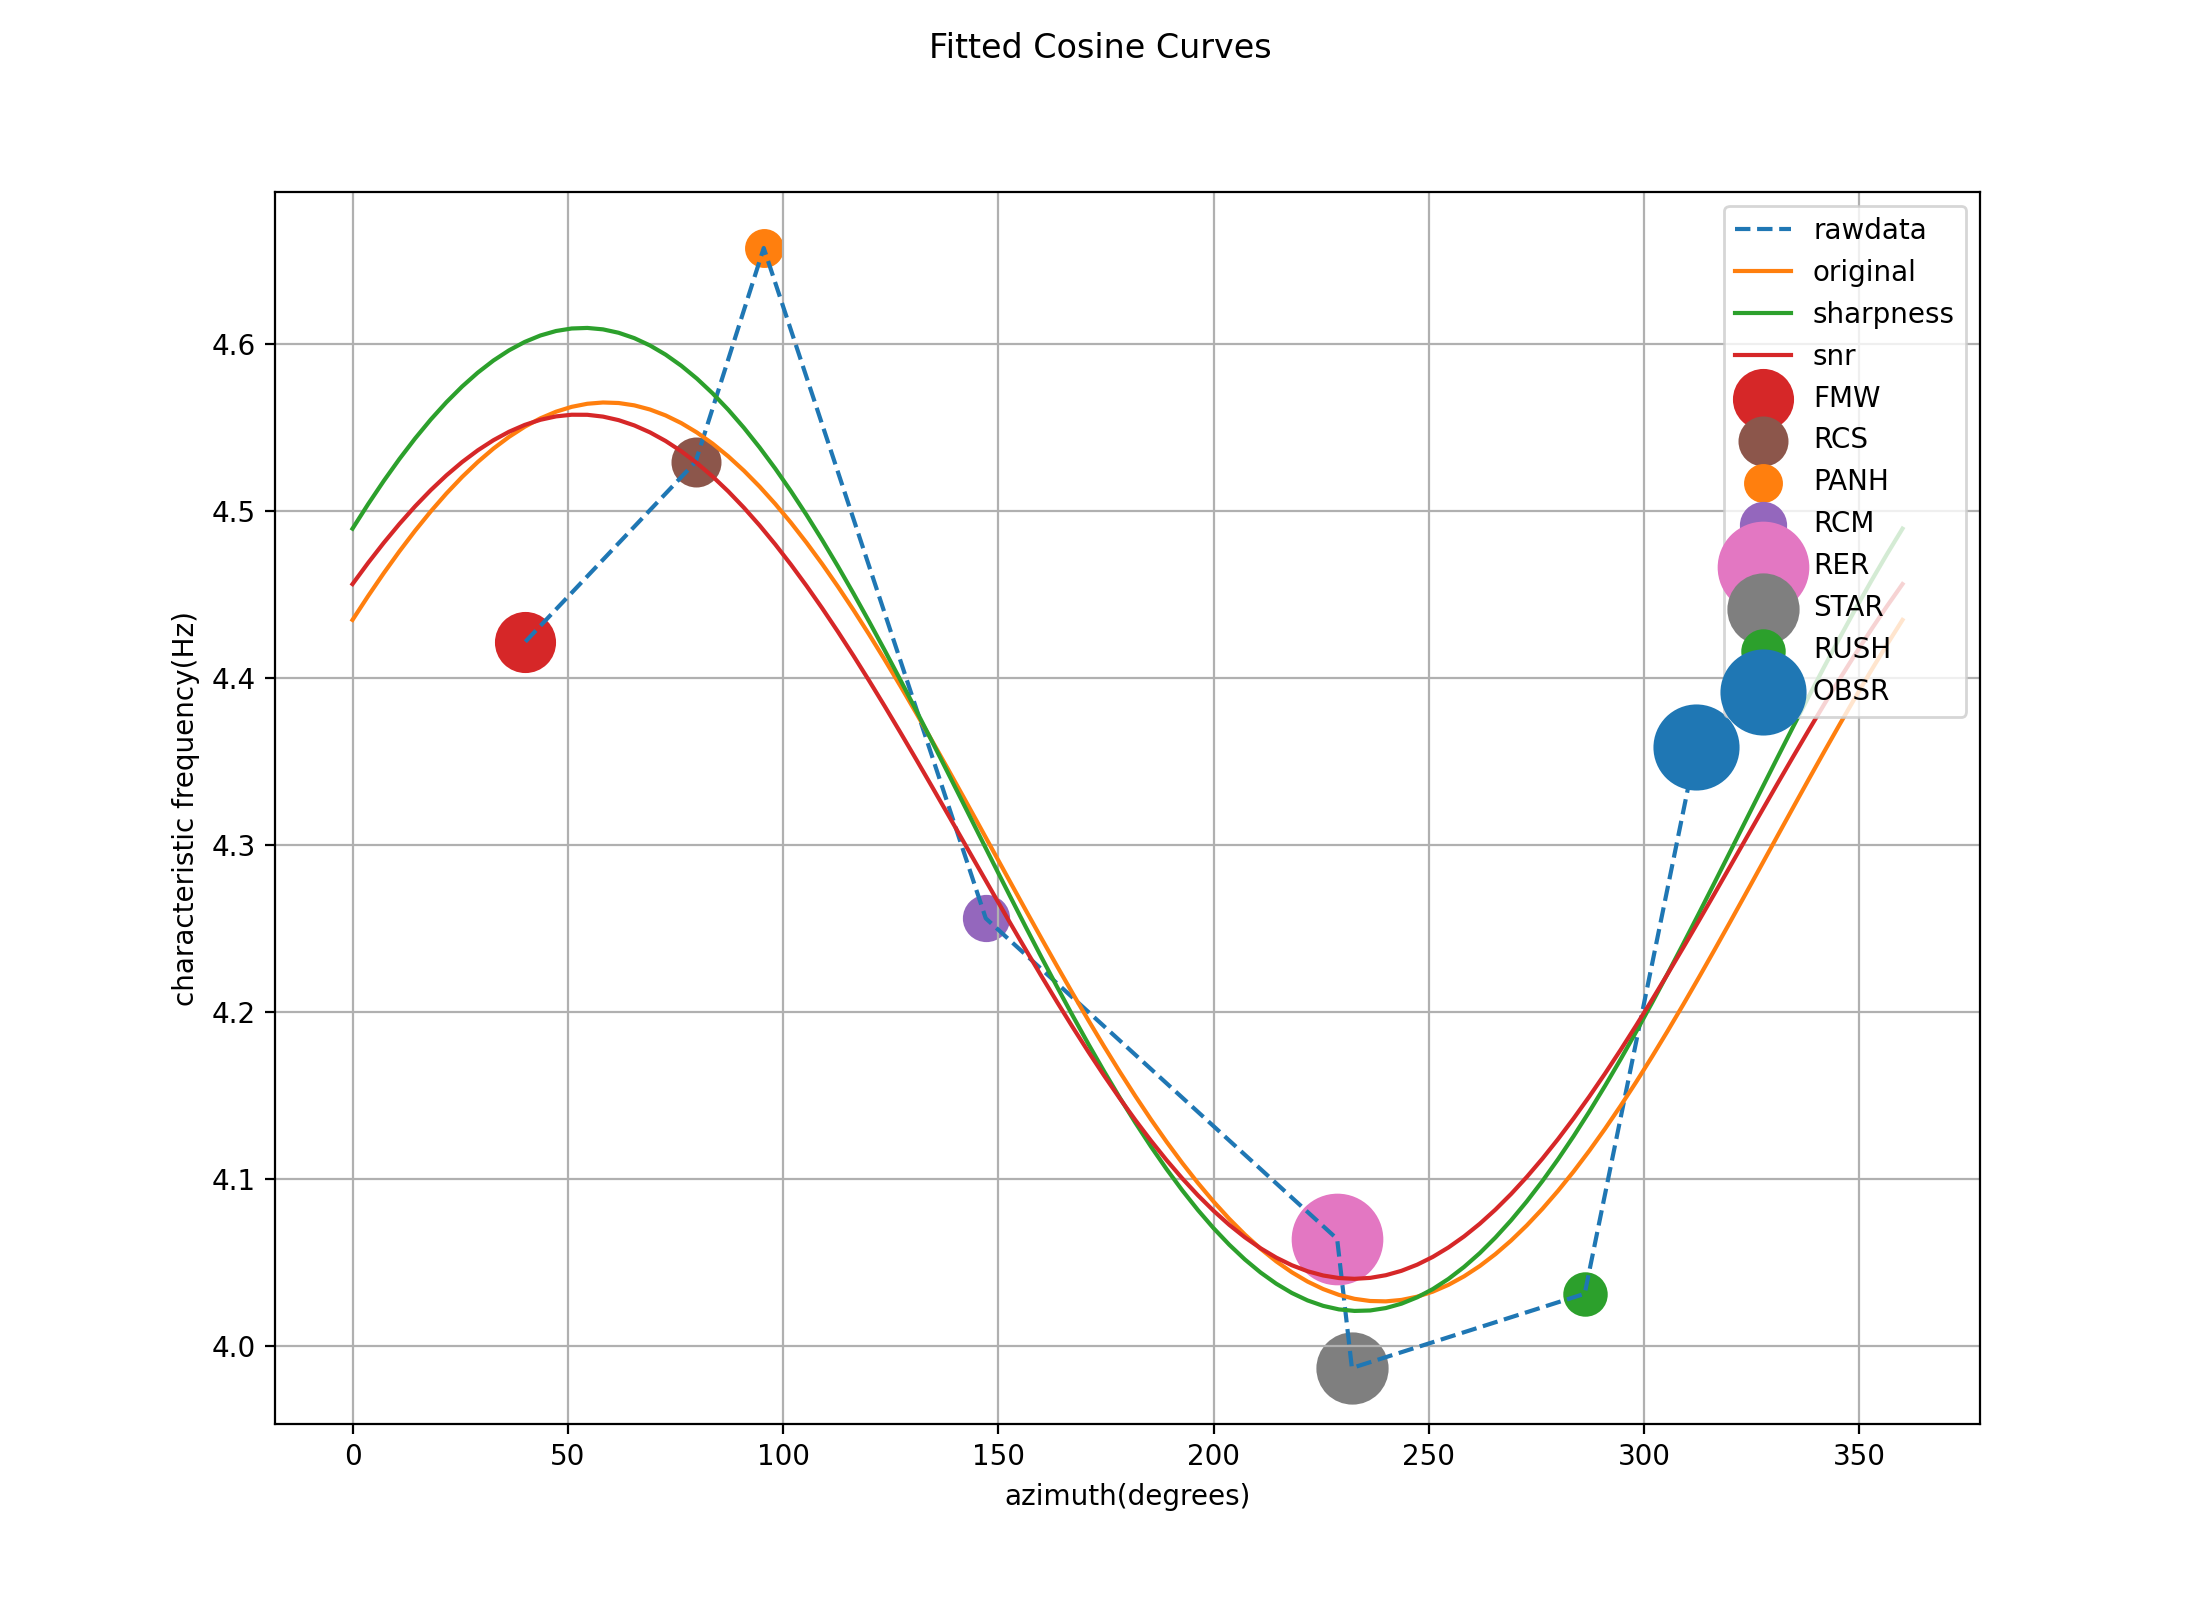 Fitted Cosine Curves
rawdata
original
sharpness
snr
FMW
RCS
PANH
RCM
RER
STAR
RUSH
OBSR
characteristic frequency(Hz)
4.6
4.5
4.4
4.3
4.2
4.1
4.0
0 50 100 150 200 250 300 350
azimuth(degrees)